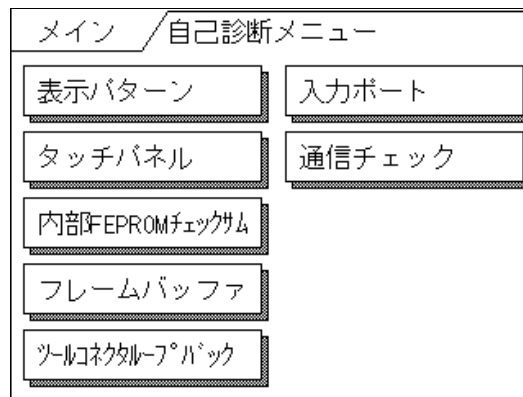 メイン 自己診断メニュー
表示パターン 入力ポート
タッチパネル 通信チェック
内部FEPROMチェックサム
フレームバッファ
ツールコネクタループバック